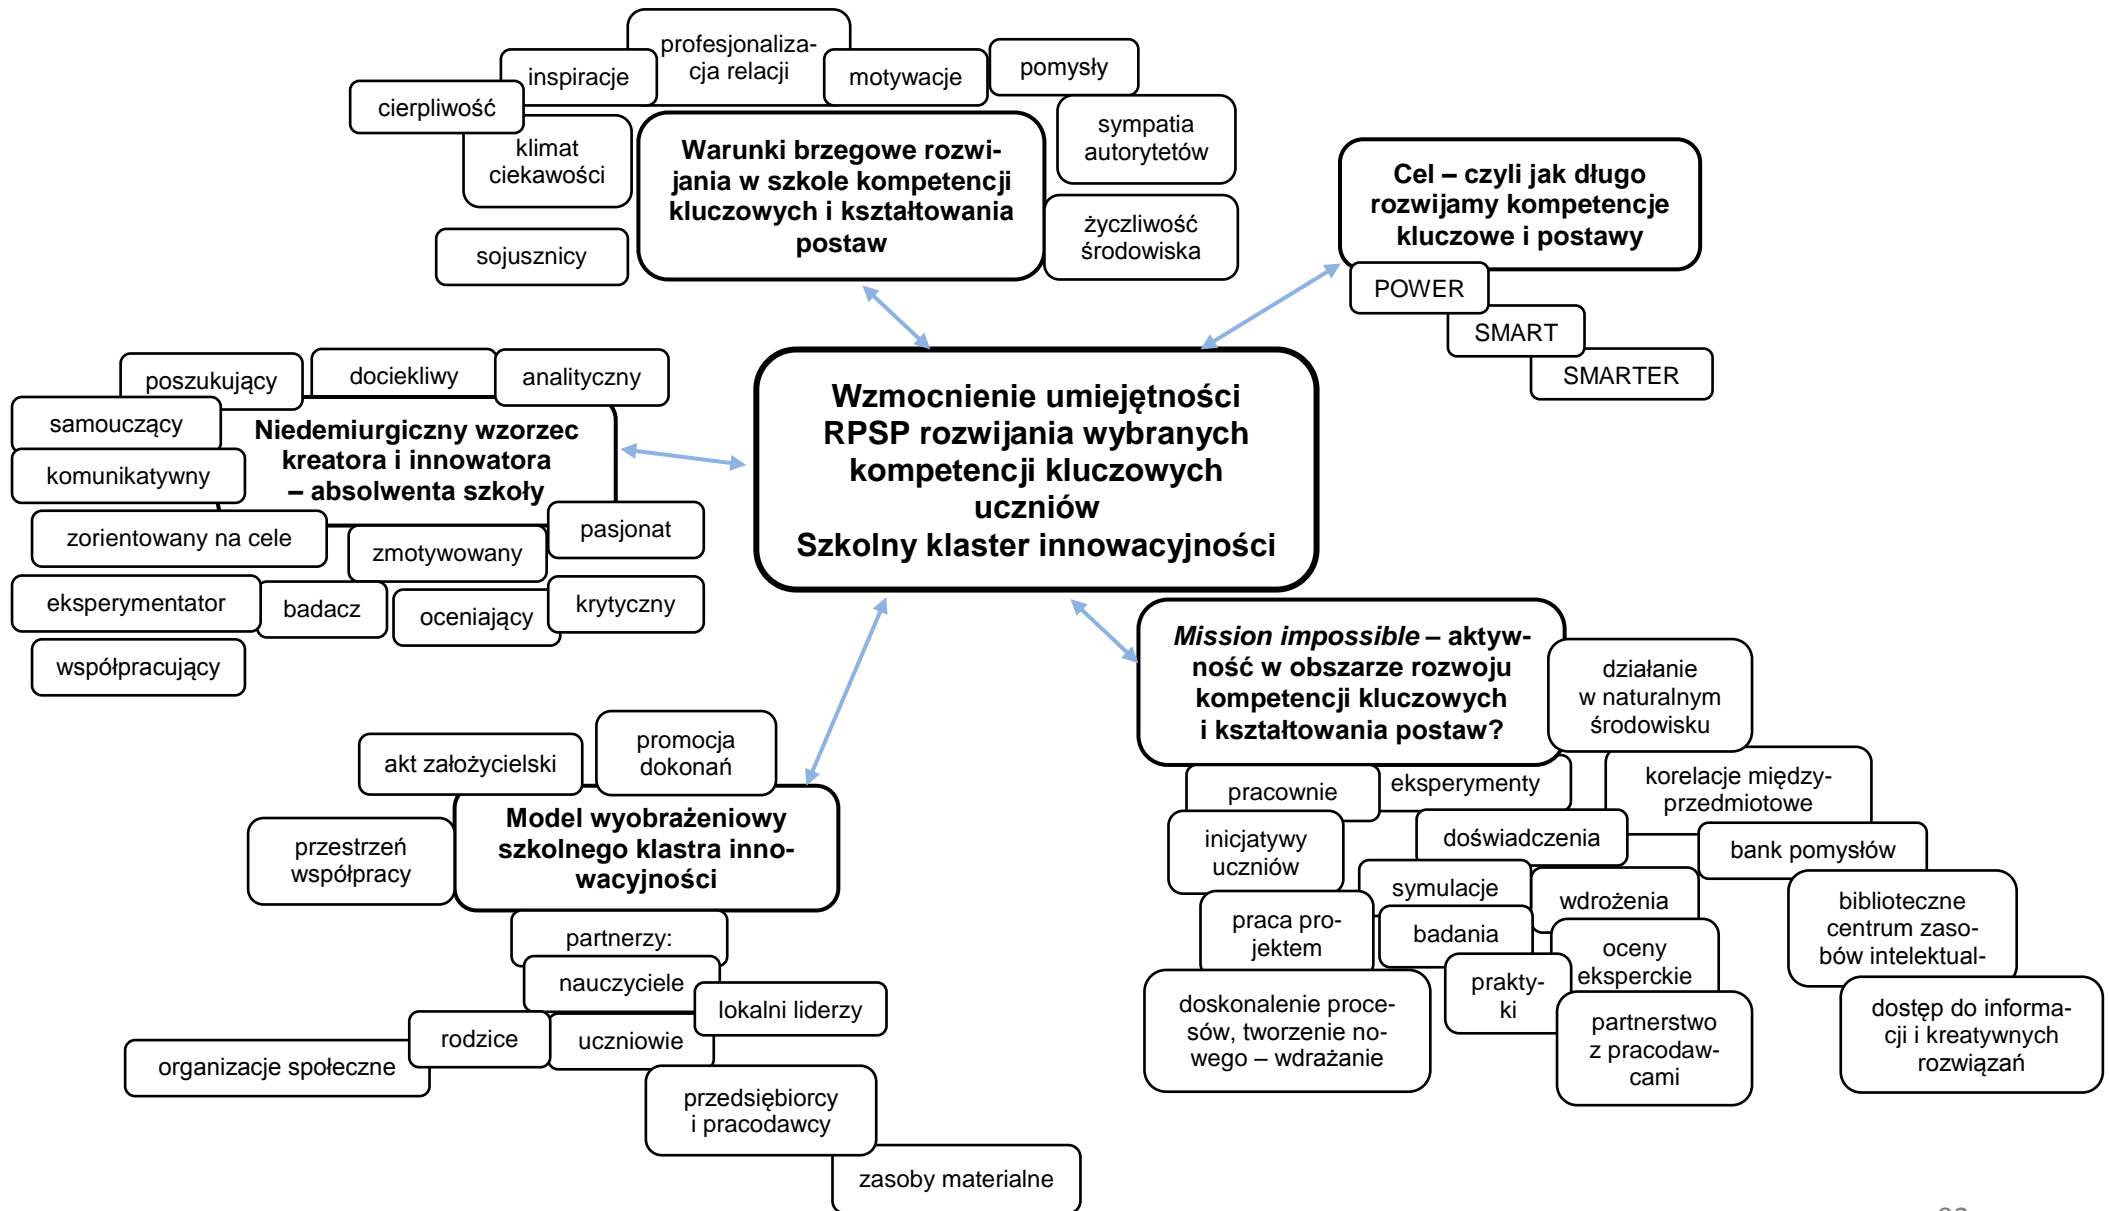 profesjonaliza-
cja relacji
inspiracje
motywacje
pomysły
cierpliwość
klimat
ciekawości
sympatia
autorytetów
sojusznicy
życzliwość
środowiska
Warunki brzegowe rozwi-
jania w szkole kompetencji
kluczowych i kształtowania
postaw
Cel – czyli jak długo
rozwijamy kompetencje
kluczowe i postawy
POWER
SMART
SMARTER
Wzmocnienie umiejętności
RPSP rozwijania wybranych
kompetencji kluczowych
uczniów
Szkolny klaster innowacyjności
poszukujący
dociekliwy
analityczny
samouczący
komunikatywny
Niedemiurgiczny wzorzec
kreatora i innowatora
– absolwenta szkoły
zorientowany na cele
zmotywowany
pasjonat
eksperymentator
badacz
oceniający
krytyczny
współpracujący
akt założycielski
promocja
dokonań
przestrzeń
współpracy
Model wyobrażeniowy
szkolnego klastra inno-
wacyjności
partnerzy:
nauczyciele
lokalni liderzy
rodzice
uczniowie
organizacje społeczne
przedsiębiorcy
i pracodawcy
zasoby materialne
Mission impossible – aktyw-
ność w obszarze rozwoju
kompetencji kluczowych
i kształtowania postaw?
działanie
w naturalnym
środowisku
pracownie
eksperymenty
korelacje między-
przedmiotowe
inicjatywy
uczniów
doświadczenia
bank pomysłów
symulacje
wdrożenia
biblioteczne
centrum zaso-
bów intelektual-
praca pro-
jektem
badania
oceny
eksperckie
prakty-
ki
doskonalenie proce-
sów, tworzenie no-
wego – wdrażanie
partnerstwo
z pracodaw-
cami
dostęp do informa-
cji i kreatywnych
rozwiązań